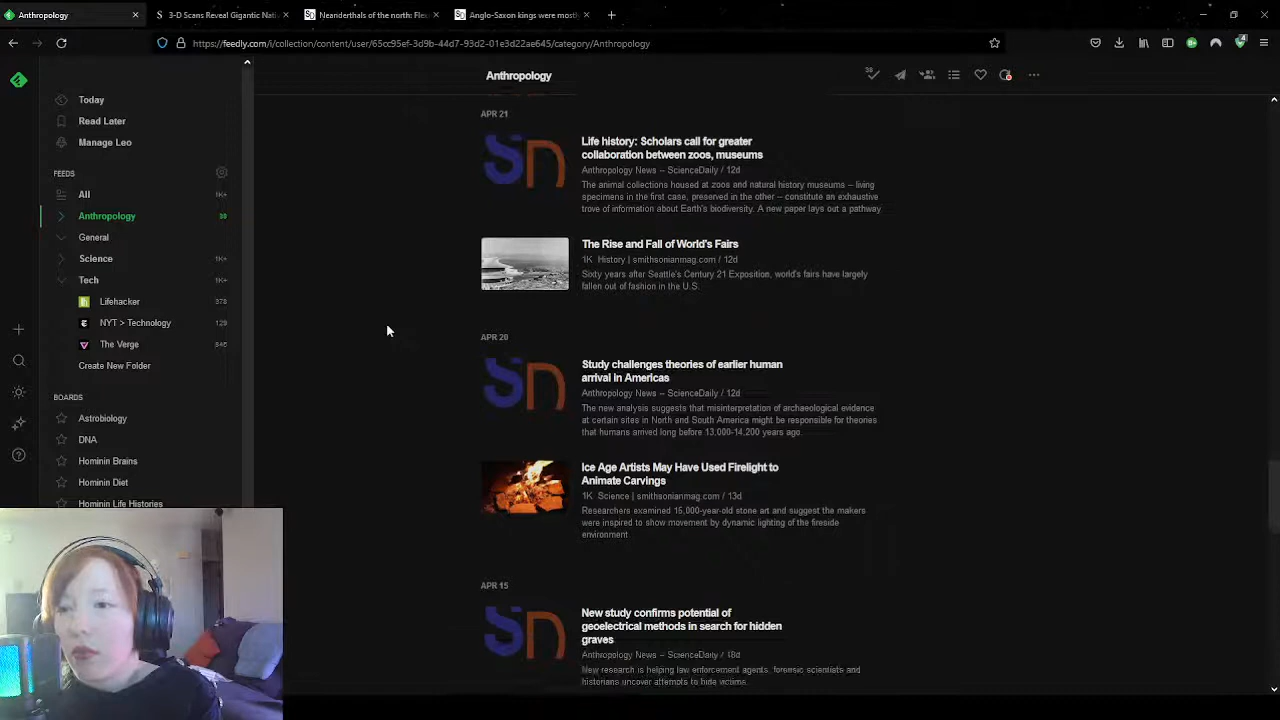 Anthropology
3-D Scans Reveal Gigantic Nati
Neanderthals of the north: Fle
Anglo-Saxon kings were most
https://feedly.com/i/collection/content/user/65cc95ef-3d9b-44d7-93d2-01e3d22ae645/category/Anthropology
Today
Read Later
Manage Leo
FEEDS
All 1K+
Anthropology 39
General
Science 1K+
Tech 1K+
Lifehacker 378
NYT > Technology 129
The Verge
Create New Folder
BOARDS
Astrobiology
DNA
Hominin Brains
Hominin Diet
Hominin Life Histories
Anthropology
APR 21
SD
Life history: Scholars call for greater
collaboration between zoos, museums
Anthropology News – ScienceDaily / 12d
The animal collections housed at zoos and natural history museums – living
specimens in the first case, preserved in the other – constitute an exhaustive
trove of information about Earth's biodiversity. A new paper lays out a pathway
The Rise and Fall of World's Fairs
1K History | smithsonianmag.com / 12d
Sixty years after Seattle's Century 21 Exposition, world's fairs have largely
fallen out of fashion in the U.S.
APR 20
SD
Study challenges theories of earlier human
arrival in Americas
Anthropology News – ScienceDaily / 12d
The new analysis suggests that misinterpretation of archaeological evidence
at certain sites in North and South America might be responsible for theories
that humans arrived long before 13,000-14,200 years ago.
Ice Age Artists May Have Used Firelight to
Animate Carvings
1K Science | smithsonianmag.com / 13d
Researchers examined 15,000-year-old stone art and suggest the makers
were inspired to show movement by dynamic lighting of the fireside
environment
APR 15
SD
New study confirms potential of
geoelectrical methods in search for hidden
graves
Anthropology News – ScienceDaily / 18d
New research is helping law enforcement agents, forensic scientists and
historians uncover attempts to hide victims.